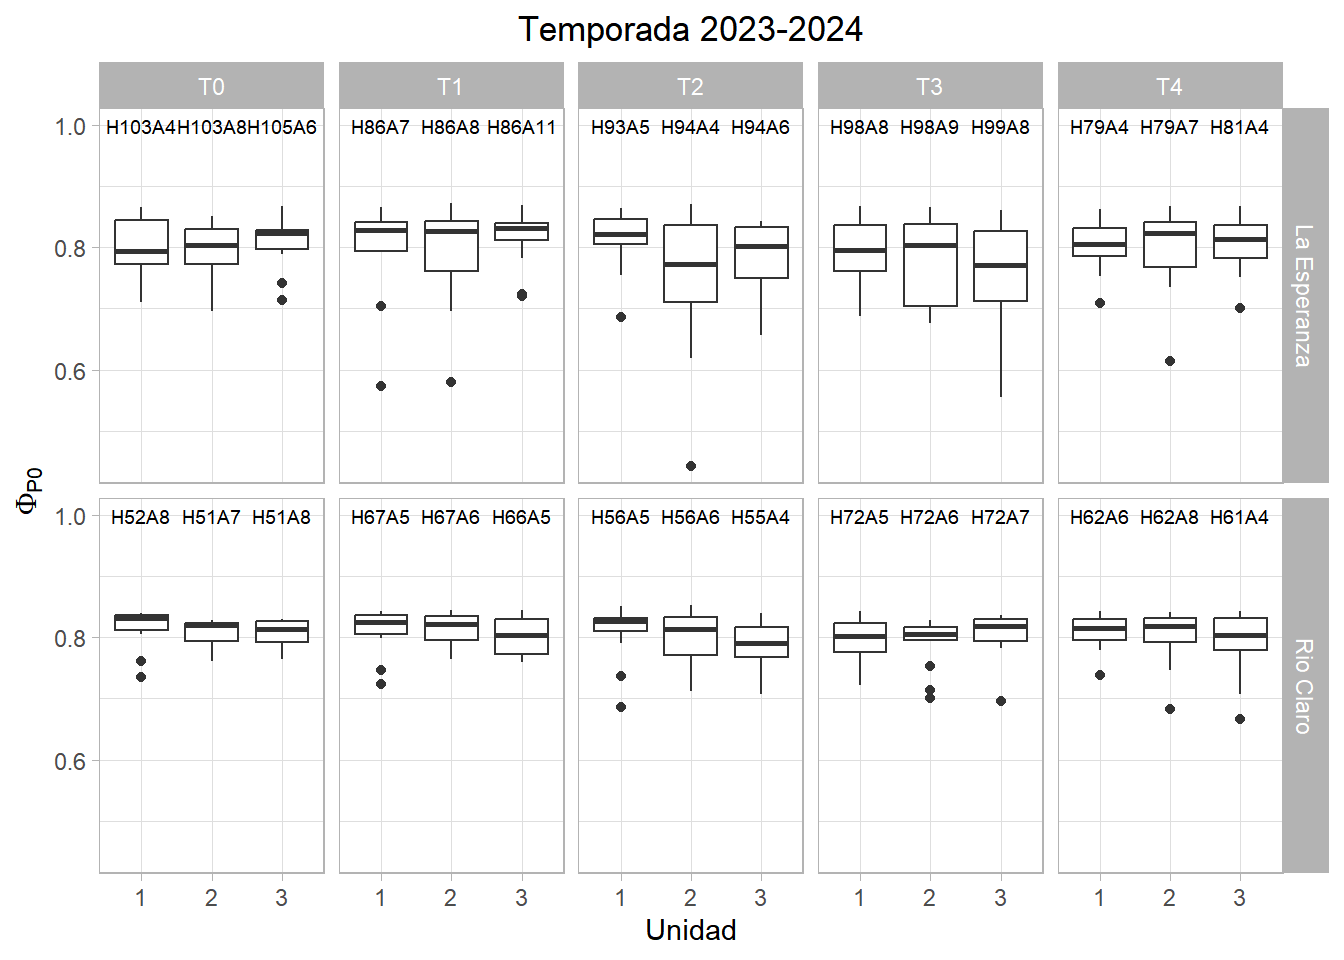 Temporada 2023-2024
T0 T1 T2 T3 T4
1.0 H103A4 H103A8 H105A6 H86A7 H86A8 H86A11 H93A5 H94A4 H94A6 H98A8 H98A9 H99A8 H79A4 H79A7 H81A4
0.8
0.6
La Esperanza
ΦP0
1.0 H52A8 H51A7 H51A8 H67A5 H67A6 H66A5 H56A5 H56A6 H55A4 H72A5 H72A6 H72A7 H62A6 H62A8 H61A4
0.8
0.6
Rio Claro
1 2 3 1 2 3 1 2 3 1 2 3 1 2 3
Unidad